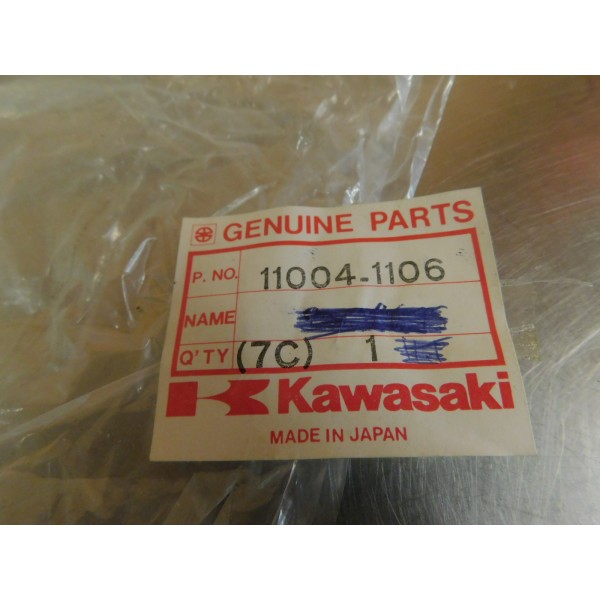 GENUINE PARTS
P. NO. 11004-1106
NAME
Q'TY (7C) 1
Kawasaki
MADE IN JAPAN